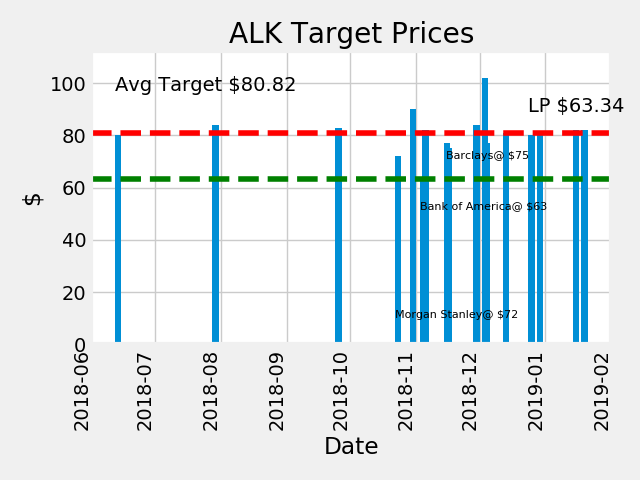 ALK Target Prices
Avg Target $80.82
LP $63.34
Barclays@ $75
Bank of America@ $63
Morgan Stanley@ $72
$
100
80
60
40
20
0
2018-06
2018-07
2018-08
2018-09
2018-10
2018-11
2018-12
2019-01
2019-02
Date